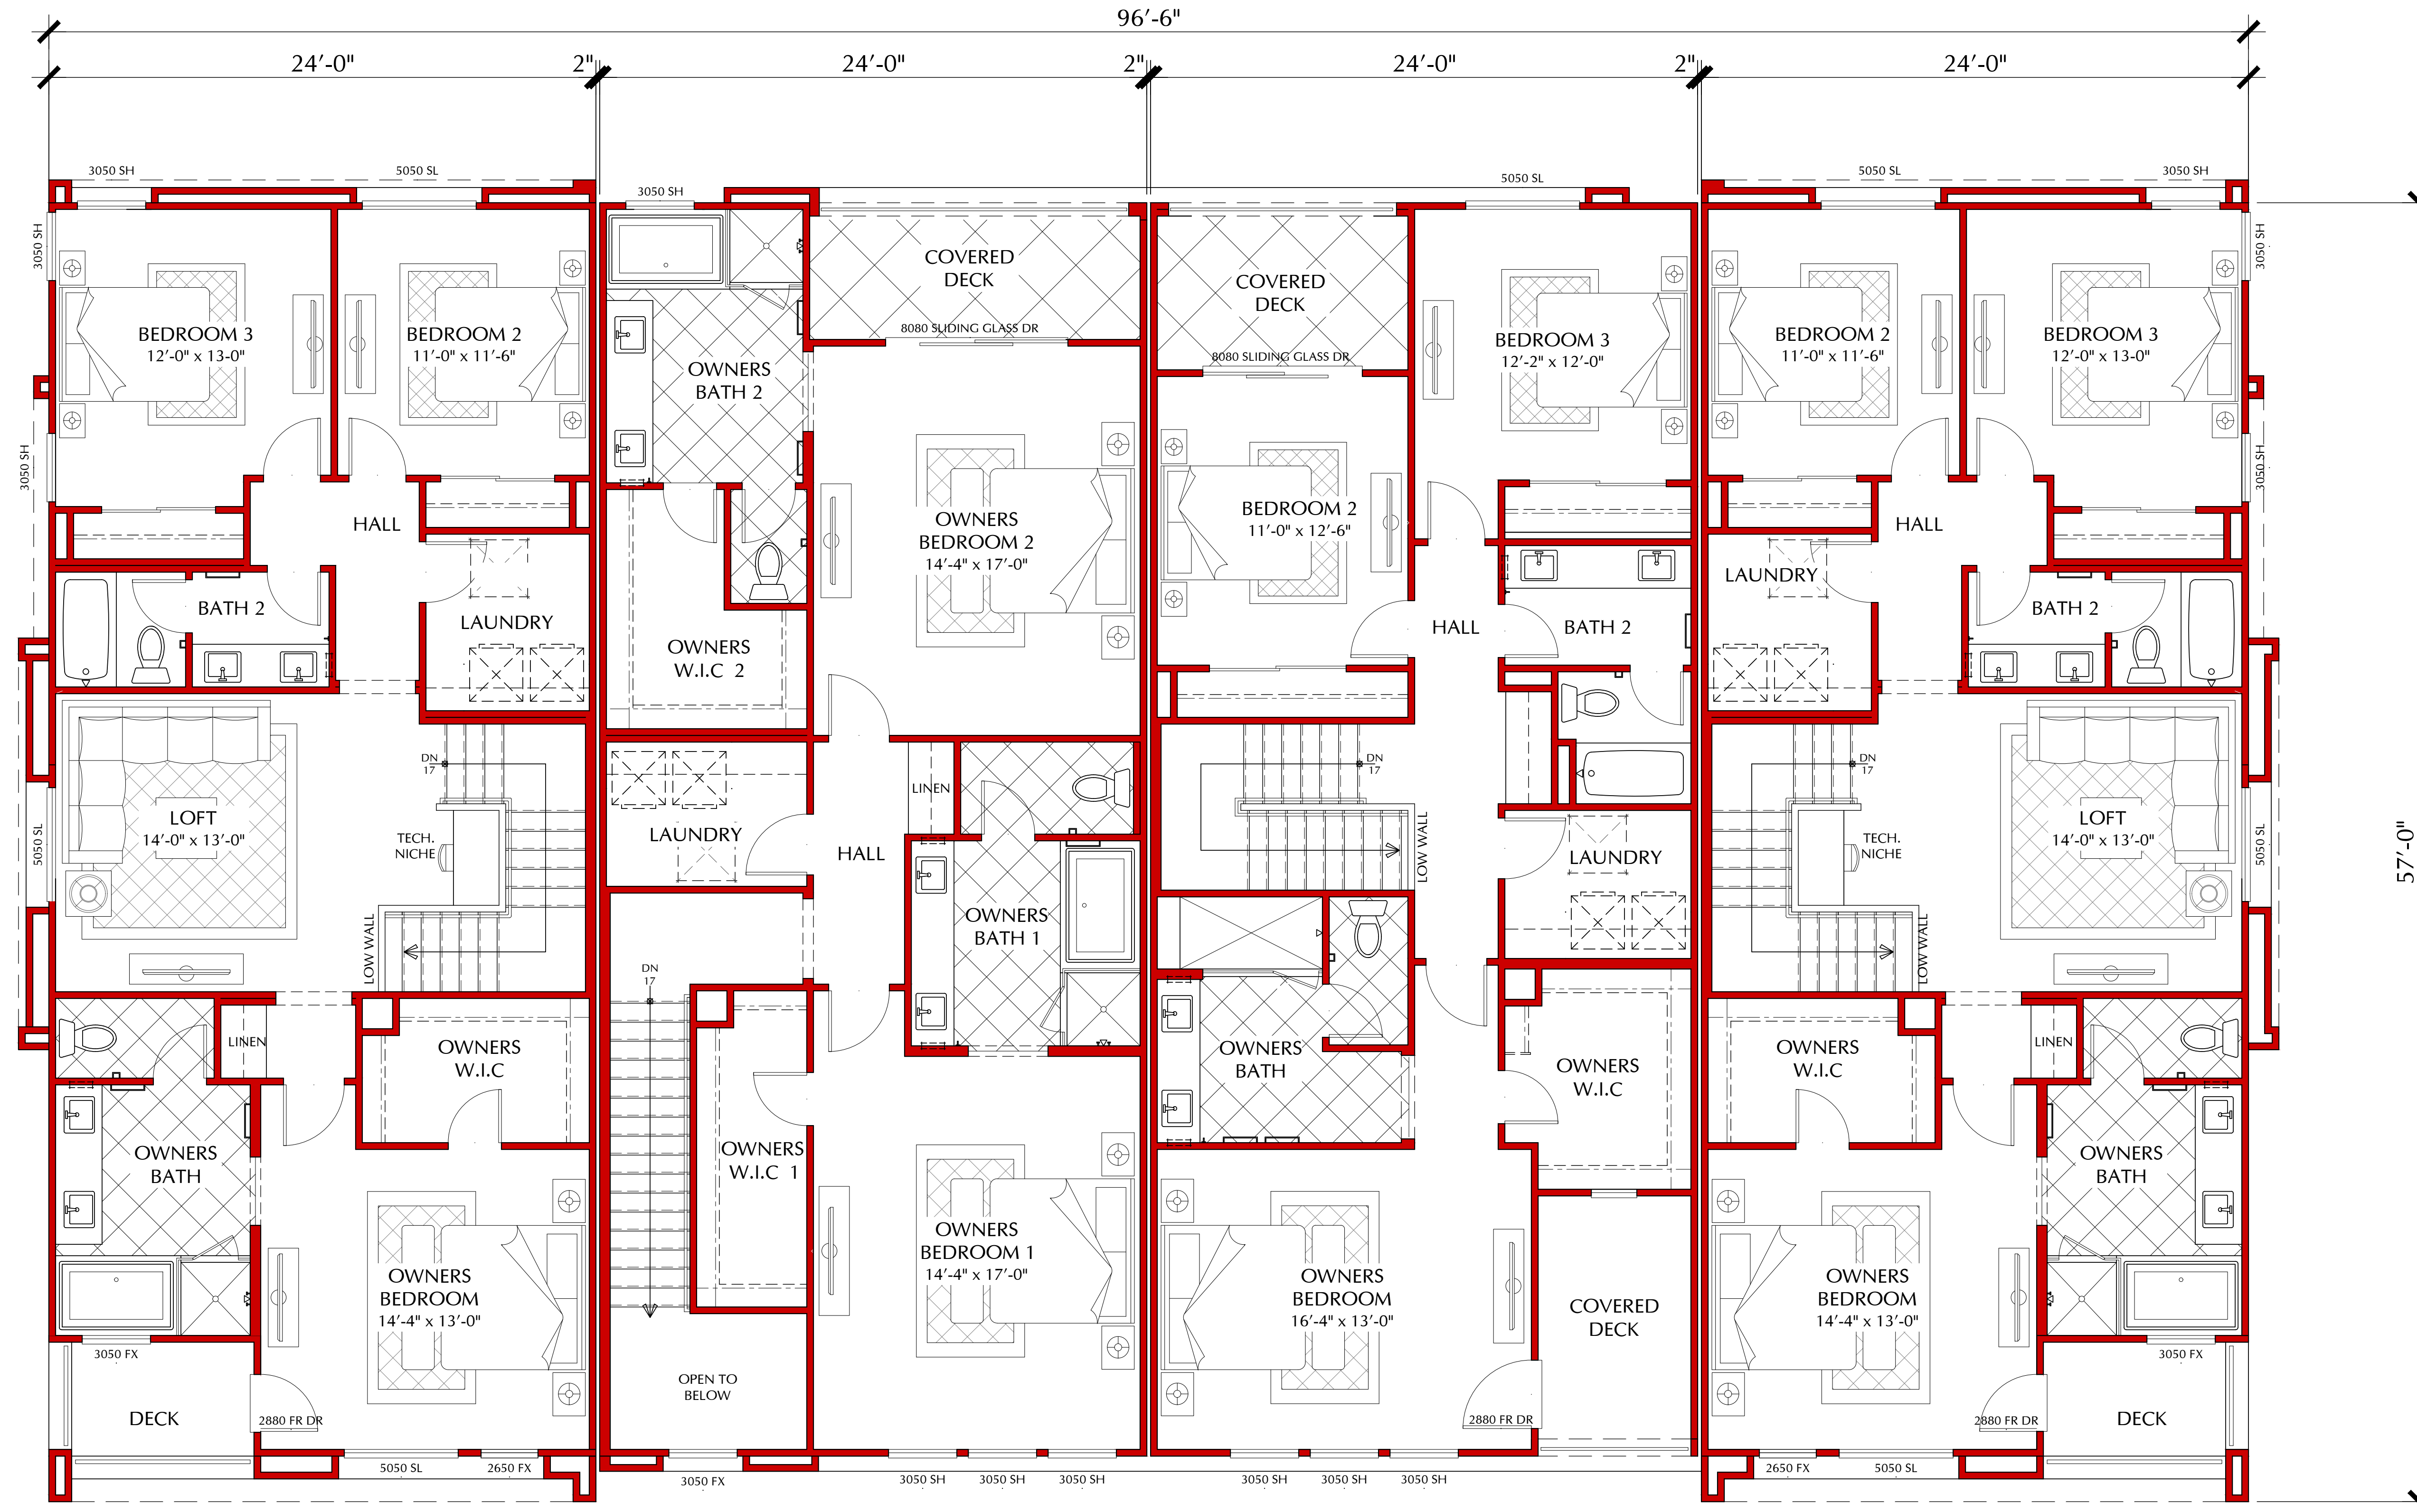 96'-6"
24'-0" 2" 24'-0" 2" 24'-0" 2" 24'-0"
57'-0"
3050 SH
5050 SL
3050 SH
3050 SH
BEDROOM 3
12'-0" x 13-0"
BEDROOM 2
11'-0" x 11'-6"
HALL
BATH 2
LAUNDRY
DN
17
LOFT
14'-0" x 13'-0"
5050 SL
TECH.
NICHE
LOW WALL
LINEN
OWNERS
W.I.C
OWNERS
BATH
OWNERS
BEDROOM
14'-4" x 13'-0"
3050 FX
DECK
2880 FR DR
5050 SL
2650 FX
3050 SH
COVERED
DECK
8080 SLIDING GLASS DR
OWNERS
BATH 2
OWNERS
BEDROOM 2
14'-4" x 17'-0"
OWNERS
W.I.C 2
LINEN
LAUNDRY
HALL
OWNERS
BATH 1
DN
17
OWNERS
W.I.C 1
OWNERS
BEDROOM 1
14'-4" x 17'-0"
OPEN TO
BELOW
3050 FX
3050 SH
3050 SH
3050 SH
5050 SL
COVERED
DECK
8080 SLIDING GLASS DR
BEDROOM 3
12'-2" x 12'-0"
BEDROOM 2
11'-0" x 12'-6"
HALL
BATH 2
DN
17
LOW WALL
LAUNDRY
OWNERS
BATH
OWNERS
W.I.C
OWNERS
BEDROOM
16'-4" x 13'-0"
COVERED
DECK
2880 FR DR
3050 SH
3050 SH
3050 SH
5050 SL
3050 SH
3050 SH
BEDROOM 2
11'-0" x 11'-6"
BEDROOM 3
12'-0" x 13-0"
3050 SH
HALL
LAUNDRY
BATH 2
DN
17
LOFT
14'-0" x 13'-0"
5050 SL
TECH.
NICHE
LOW WALL
LINEN
OWNERS
W.I.C
OWNERS
BATH
OWNERS
BEDROOM
14'-4" x 13'-0"
3050 FX
DECK
2880 FR DR
2650 FX
5050 SL
3050 SH